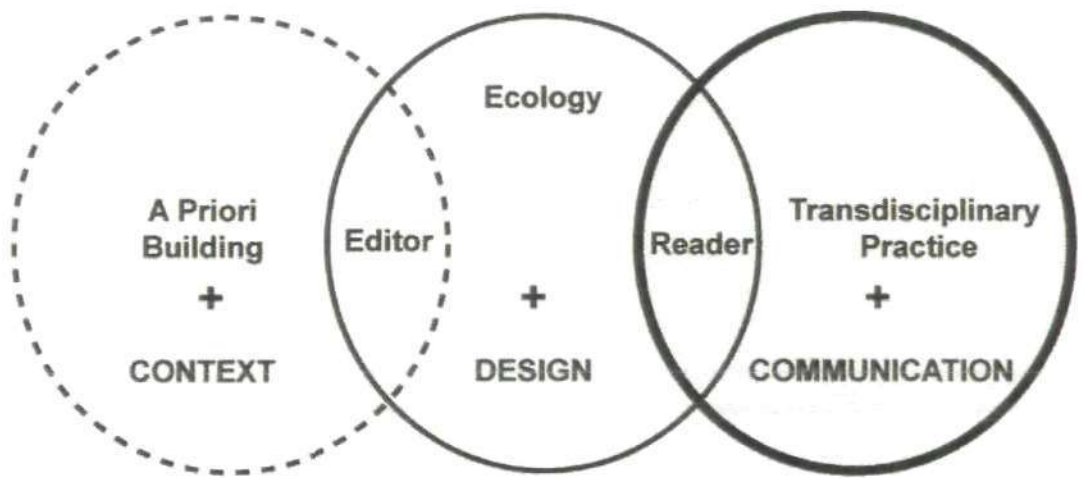 Ecology
A Priori
Building
Editor
Reader
Transdisciplinary
Practice
+
+
+
CONTEXT
DESIGN
COMMUNICATION